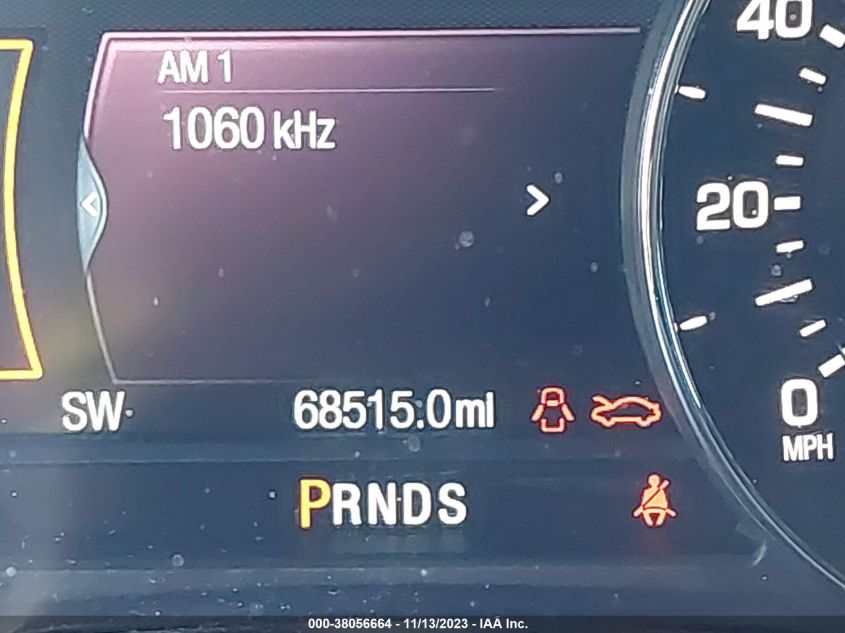 AM 1
1060 kHz
40
20
0
MPH
SW
68515.0mi
PRNDS
000-38056664 - 11/13/2023 - IAA Inc.